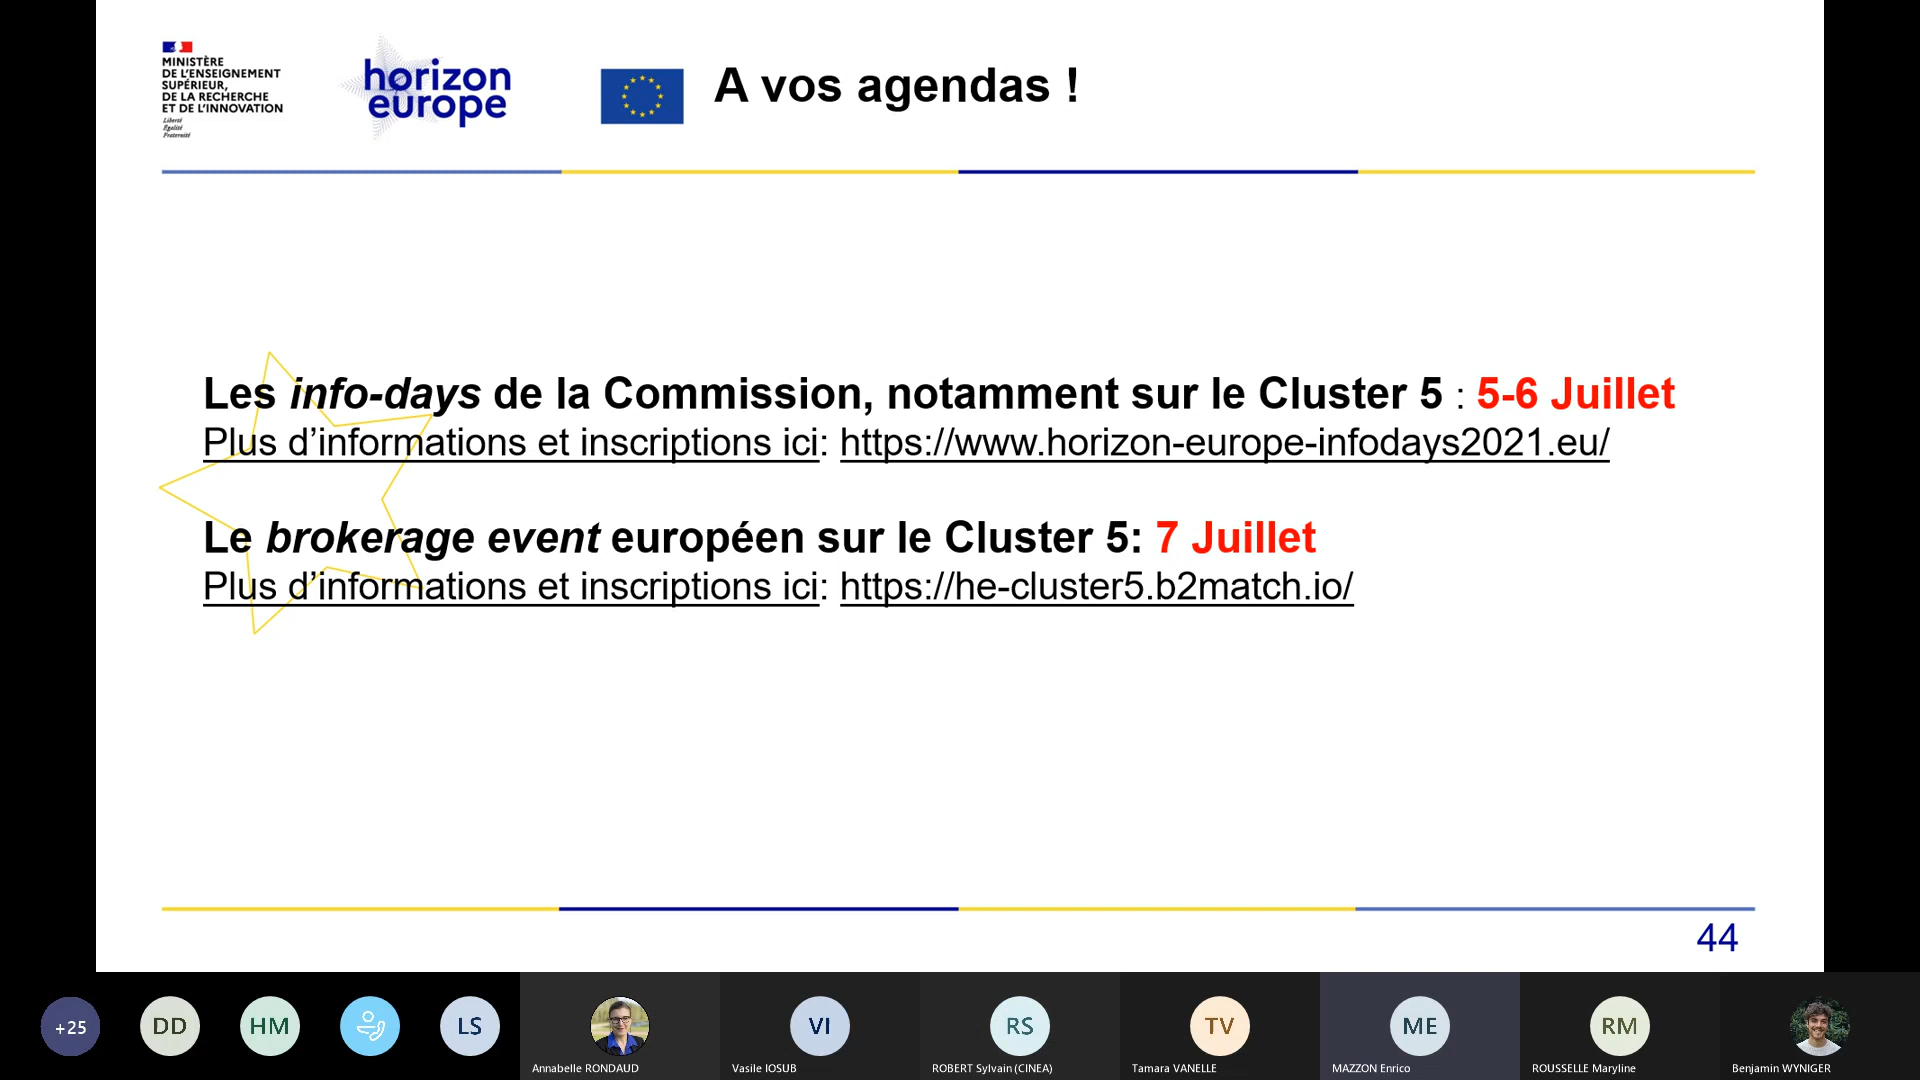 MINISTÈRE
DE L'ENSEIGNEMENT
SUPÉRIEUR,
DE LA RECHERCHE
ET DE L'INNOVATION
Liberté
Égalité
Fraternité
horizon
europe
A vos agendas !
Les info-days de la Commission, notamment sur le Cluster 5 : 5-6 Juillet
Plus d’informations et inscriptions ici: https://www.horizon-europe-infodays2021.eu/
Le brokerage event européen sur le Cluster 5: 7 Juillet
Plus d’informations et inscriptions ici: https://he-cluster5.b2match.io/
44
+25
DD
HM
LS
VI
RS
TV
ME
RM
Annabelle RONDAUD
Vasile IOSUB
ROBERT Sylvain (CINEA)
Tamara VANELLE
MAZZON Enrico
ROUSSELLE Maryline
Benjamin WYNIGER